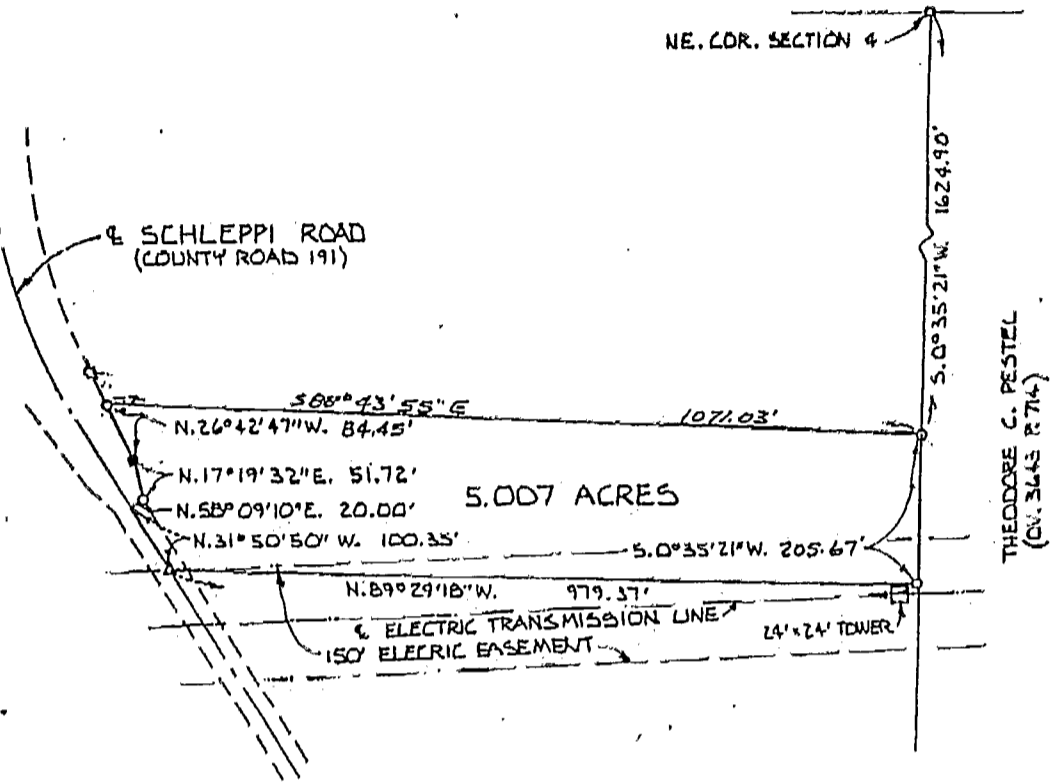 NE. COR. SECTION 4
S.0°35'21"W. 1624.90'
℄ SCHLEPPI ROAD
(COUNTY ROAD 191)
THEODORE C. PESTEL
(D.V. 3643 P. 714)
S88°43'55"E 1071.03'
N.26°42'47"W. 84.45'
N.17°19'32"E. 51.72'
N.58°09'10"E. 20.00'
5.007 ACRES
N.31°50'50" W. 100.35'
S.0°35'21"W. 205.67'
N.89°29'18"W. 979.37'
℄ ELECTRIC TRANSMISSION LINE
24'x24' TOWER
150' ELECRIC EASEMENT